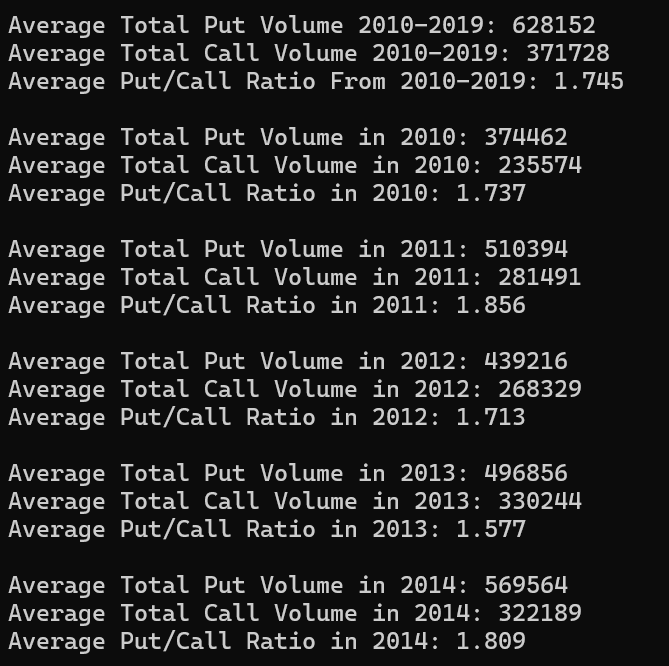 Average Total Put Volume 2010-2019: 628152
Average Total Call Volume 2010-2019: 371728
Average Put/Call Ratio From 2010-2019: 1.745
Average Total Put Volume in 2010: 374462
Average Total Call Volume in 2010: 235574
Average Put/Call Ratio in 2010: 1.737
Average Total Put Volume in 2011: 510394
Average Total Call Volume in 2011: 281491
Average Put/Call Ratio in 2011: 1.856
Average Total Put Volume in 2012: 439216
Average Total Call Volume in 2012: 268329
Average Put/Call Ratio in 2012: 1.713
Average Total Put Volume in 2013: 496856
Average Total Call Volume in 2013: 330244
Average Put/Call Ratio in 2013: 1.577
Average Total Put Volume in 2014: 569564
Average Total Call Volume in 2014: 322189
Average Put/Call Ratio in 2014: 1.809